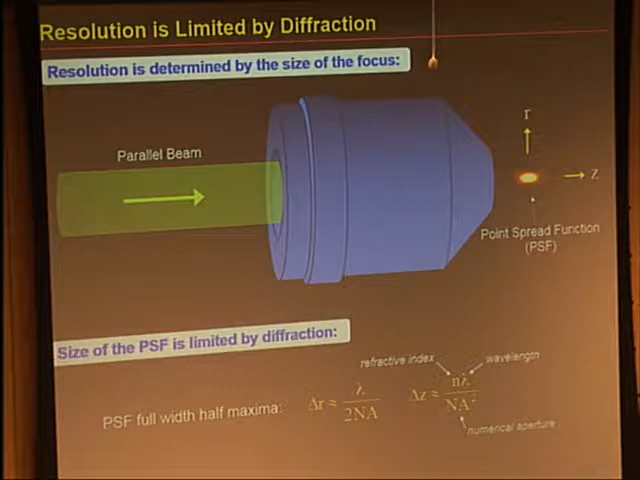 Resolution is Limited by Diffraction
Resolution is determined by the size of the focus:
r
Parallel Beam
z
Point Spread Function
(PSF)
Size of the PSF is limited by diffraction:
refractive index
wavelength
PSF full width half maxima: Δr ≈ λ / 2NA Δz ≈ nλ / NA²
numerical aperture